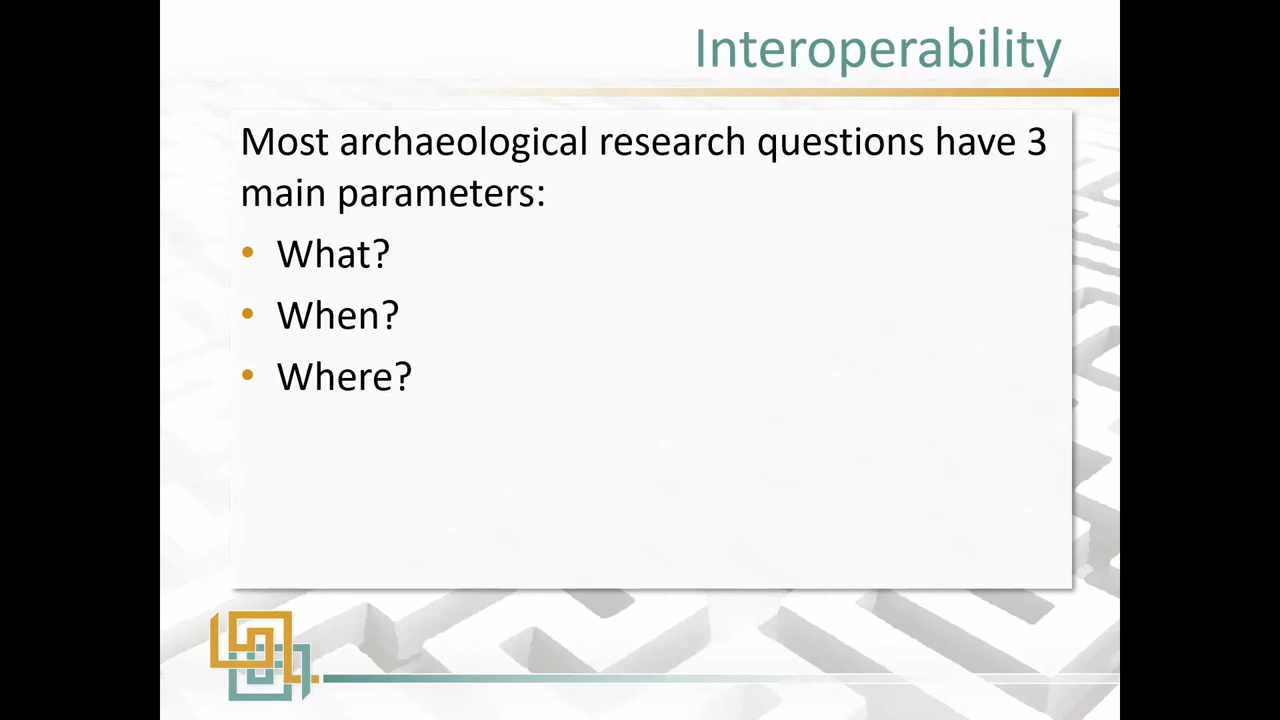 Interoperability
Most archaeological research questions have 3
main parameters:
• What?
• When?
• Where?